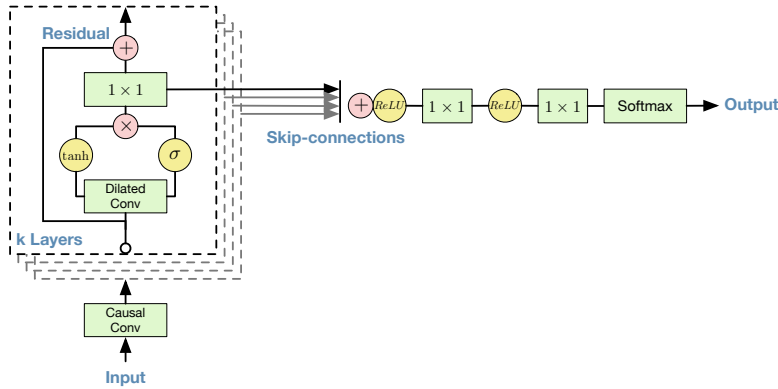 Residual
+
1 × 1
×
tanh
σ
Dilated
Conv
k Layers
Causal
Conv
Input
Skip-connections
+
ReLU
1 × 1
ReLU
1 × 1
Softmax
Output